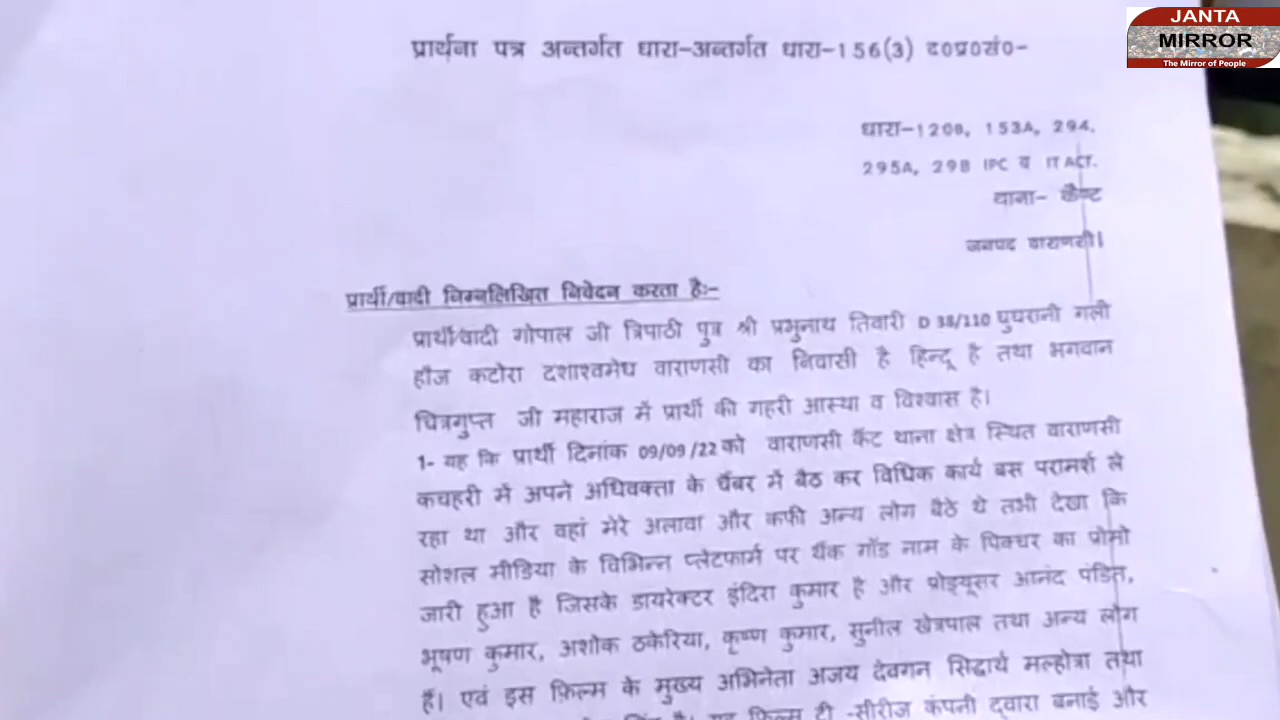 JANTA
MIRROR
The Mirror of People
प्रार्थना पत्र अन्तर्गत धारा-अन्तर्गत धारा-156(3) द०प्र०सं०-
धारा-120B, 153A, 294,
295A, 298 IPC व IT ACT.
थाना- कैण्ट
जनपद वाराणसी।
प्रार्थी/वादी निम्नलिखित निवेदन करता है:-
प्रार्थी/वादी गोपाल जी त्रिपाठी पुत्र श्री प्रभुनाथ तिवारी D 38/210 घुघरानी गली
हौज कटोरा दशाश्वमेध वाराणसी का निवासी है हिन्दू है तथा भगवान
चित्रगुप्त जी महाराज में प्रार्थी की गहरी आस्था व विश्वास है।
1- यह कि प्रार्थी दिनांक 09/09/22 को वाराणसी कैंट थाना क्षेत्र स्थित वाराणसी
कचहरी में अपने अधिवक्ता के चैंबर में बैठ कर विधिक कार्य बस परामर्श ले
रहा था और वहां मेरे अलावा और कफी अन्य लोग बैठे थे तभी देखा कि
सोशल मीडिया के विभिन्न प्लेटफार्म पर थैंक गॉड नाम के पिक्चर का प्रोमो
जारी हुआ है जिसके डायरेक्टर इंदिरा कुमार है और प्रोड्यूसर आनंद पंडित,
भूषण कुमार, अशोक ठकेरिया, कृष्ण कुमार, सुनील खेत्रपाल तथा अन्य लोग
हैं। एवं इस फ़िल्म के मुख्य अभिनेता अजय देवगन सिद्धार्थ मल्होत्रा तथा
है। यह फिल्म टी -सीरीज कंपनी द्वारा बनाई और